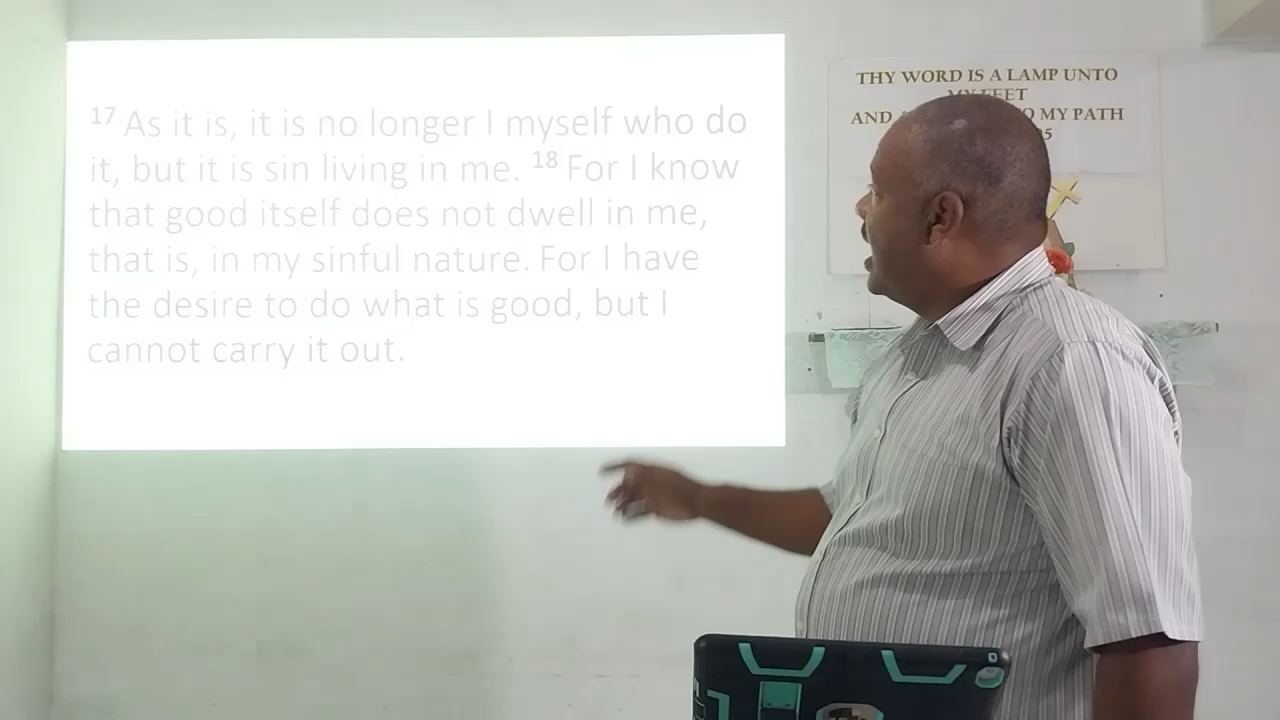 17 As it is, it is no longer I myself who do
it, but it is sin living in me. 18 For I know
that good itself does not dwell in me,
that is, in my sinful nature. For I have
the desire to do what is good, but I
cannot carry it out.
THY WORD IS A LAMP UNTO
MY FEET
AND MY PATH